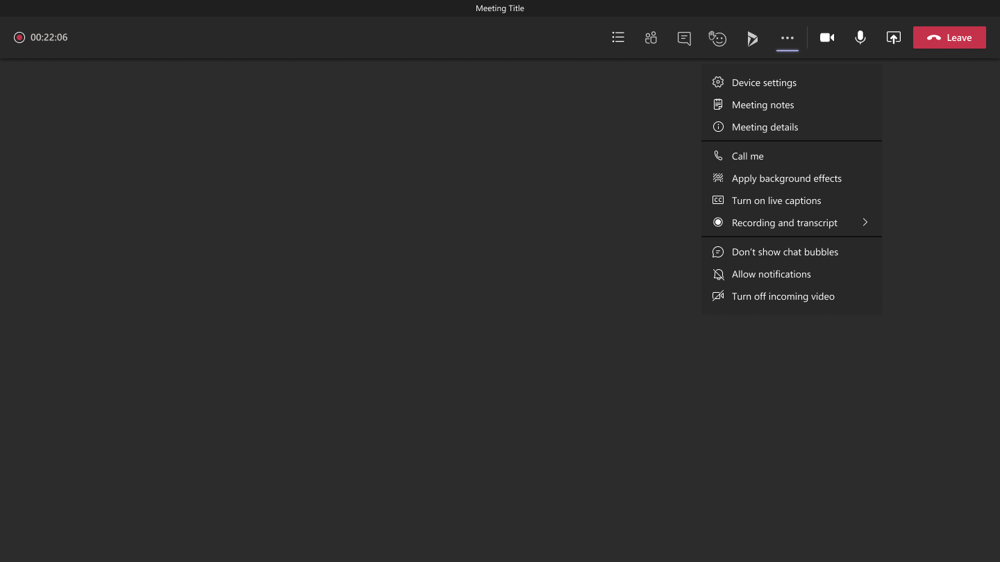 Meeting Title
00:22:06
Leave
Device settings
Meeting notes
Meeting details
Call me
Apply background effects
CC Turn on live captions
Recording and transcript
Don't show chat bubbles
Allow notifications
Turn off incoming video